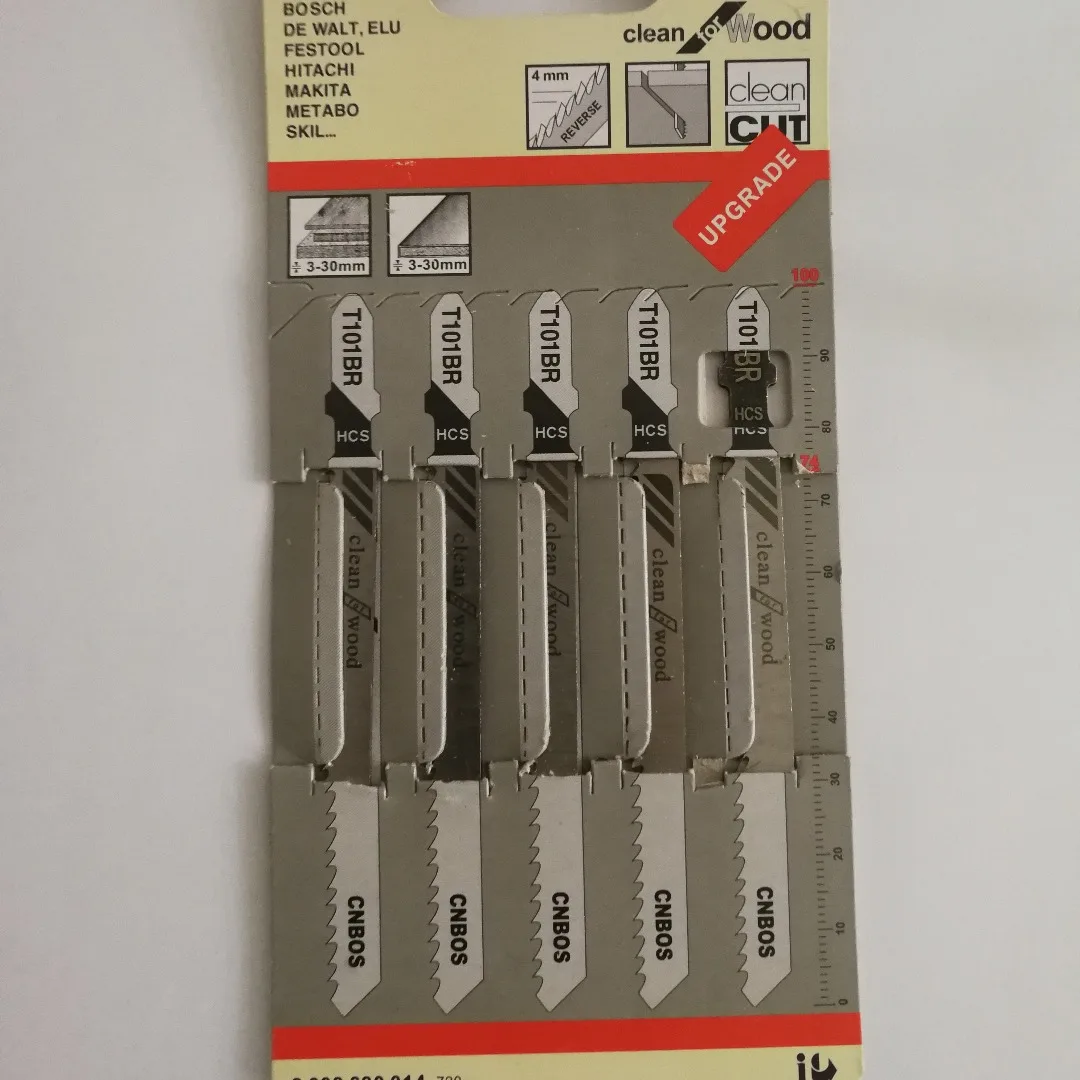 BOSCH
DE WALT, ELU
FESTOOL
HITACHI
MAKITA
METABO
SKIL...
clean for Wood
4 mm
REVERSE
clean
CUT
UPGRADE
3-30mm
3-30mm
100
90
80
74
70
60
50
40
30
20
10
0
T101BR
HCS
clean for wood
CNBOS
T101BR
HCS
clean for wood
CNBOS
T101BR
HCS
clean for wood
CNBOS
T101BR
HCS
clean for wood
CNBOS
T101BR
HCS
HCS
clean for wood
CNBOS